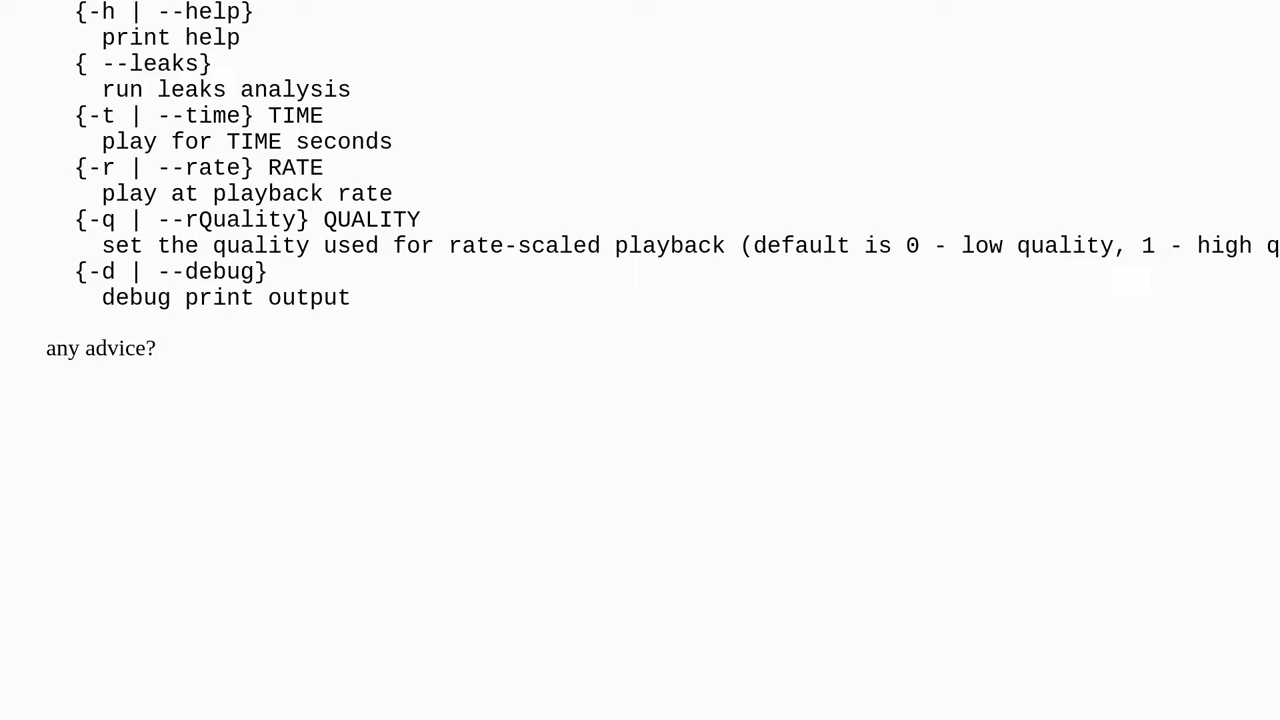 {-h | --help}
print help
{ --leaks}
run leaks analysis
{-t | --time} TIME
play for TIME seconds
{-r | --rate} RATE
play at playback rate
{-q | --rQuality} QUALITY
set the quality used for rate-scaled playback (default is 0 - low quality, 1 - high q
{-d | --debug}
debug print output
any advice?